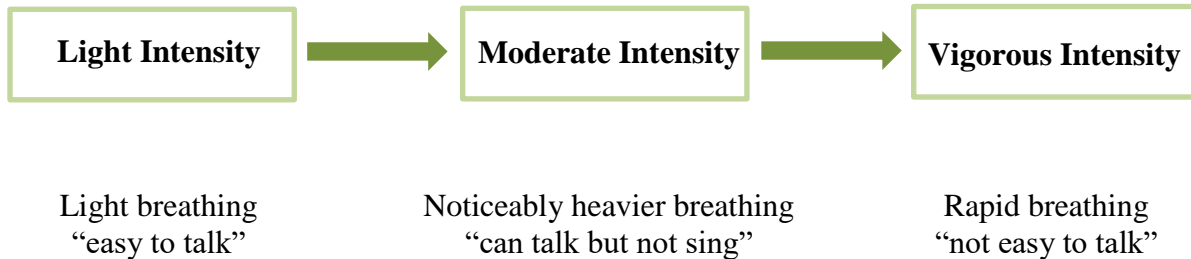 Light Intensity
Moderate Intensity
Vigorous Intensity
Light breathing
“easy to talk”
Noticeably heavier breathing
“can talk but not sing”
Rapid breathing
“not easy to talk”